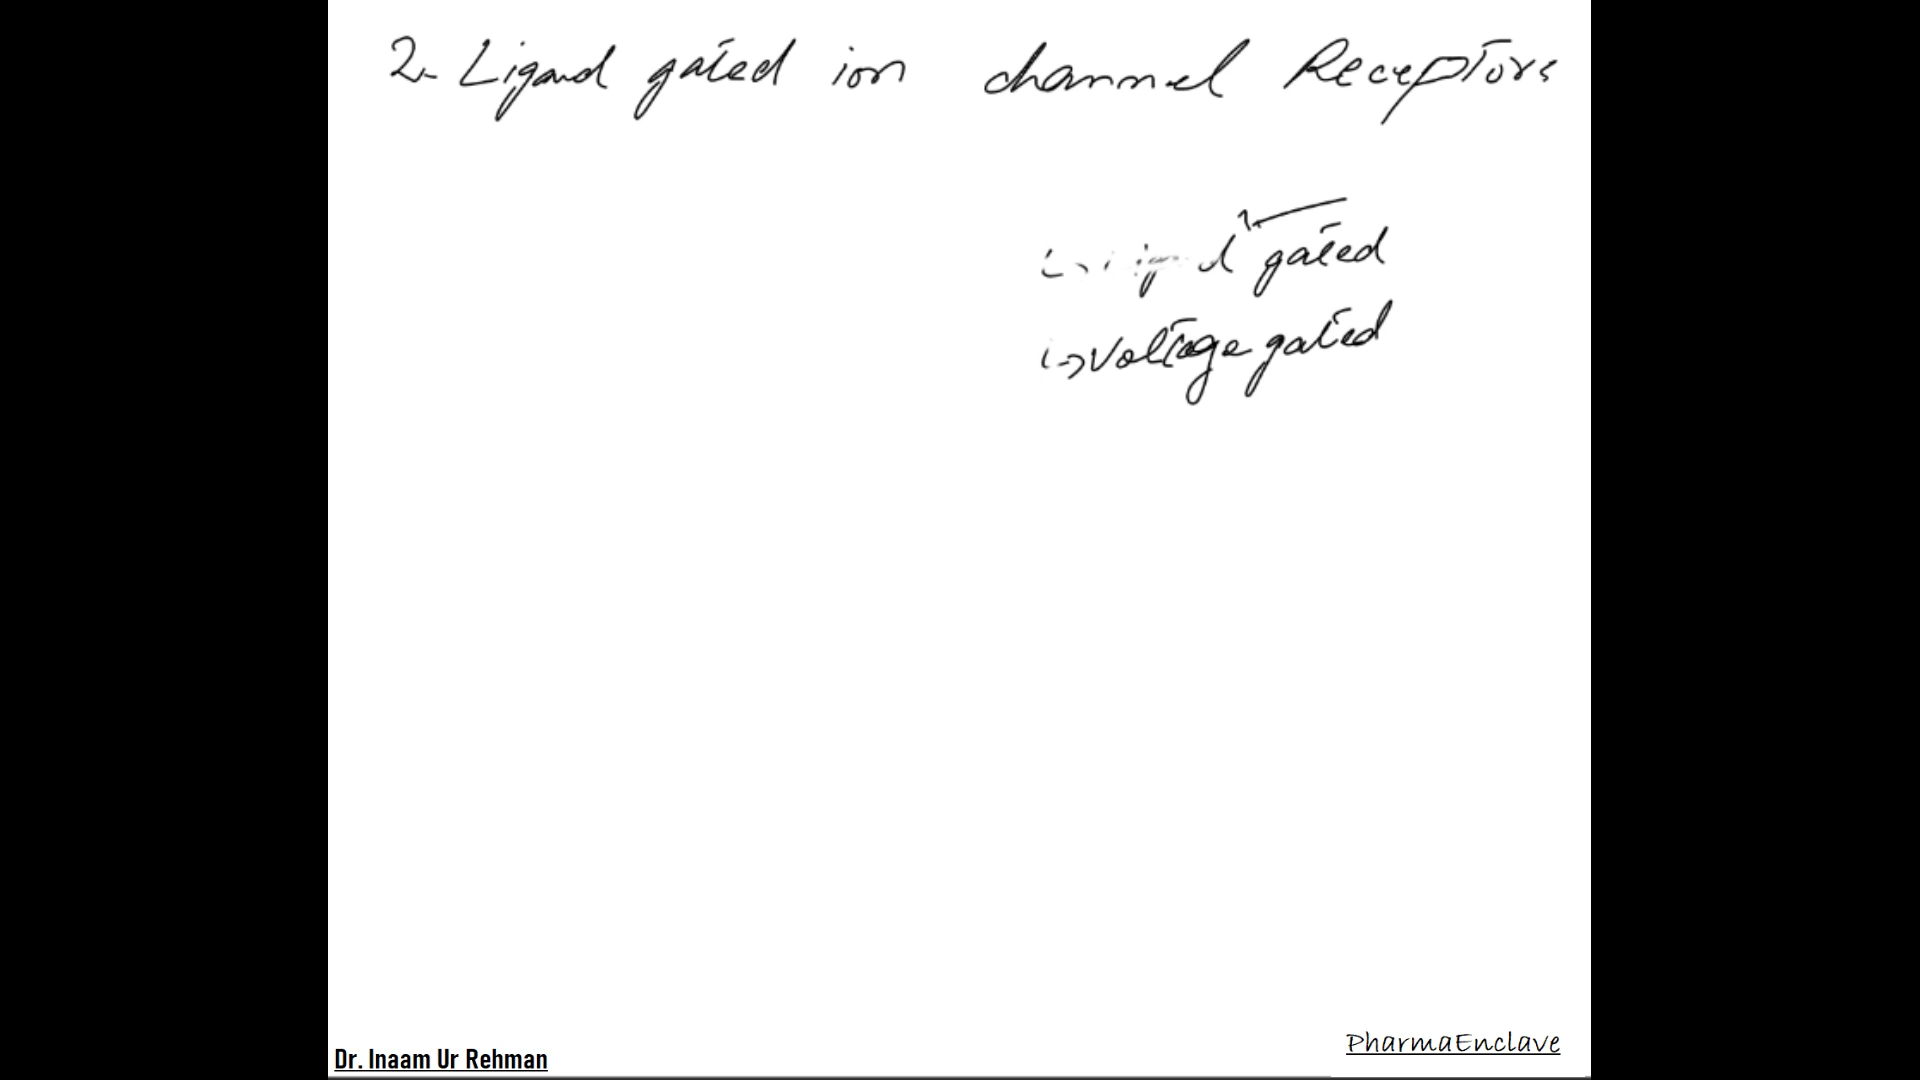 2- Ligand gated ion channel Receptors
gated
↳ Voltage gated
Dr. Inaam Ur Rehman
PharmaEnclave